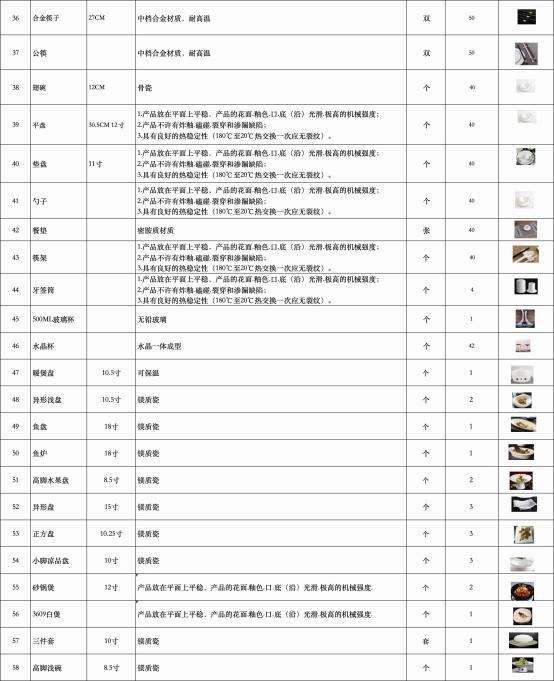 36 合金筷子 27CM 中档合金材质、耐高温 双 50
37 公筷 中档合金材质、耐高温 双 50
38 翅碗 12CM 骨瓷 个 40
39 平盘 30.5CM 12寸 1.产品放在平面上平稳。产品的花面.釉色.口.底（沿）光滑.极高的机械强度；
2.产品不许有炸釉.磕碰.裂穿和渗漏缺陷；
3.具有良好的热稳定性（180℃至20℃热交换一次应无裂纹）。 个 40
40 垫盘 11寸 1.产品放在平面上平稳。产品的花面.釉色.口.底（沿）光滑.极高的机械强度；
2.产品不许有炸釉.磕碰.裂穿和渗漏缺陷；
3.具有良好的热稳定性（180℃至20℃热交换一次应无裂纹）。 个 40
41 勺子 1.产品放在平面上平稳。产品的花面.釉色.口.底（沿）光滑.极高的机械强度；
2.产品不许有炸釉.磕碰.裂穿和渗漏缺陷；
3.具有良好的热稳定性（180℃至20℃热交换一次应无裂纹）。 个 40
42 餐垫 密胺质材质 张 40
43 筷架 1.产品放在平面上平稳。产品的花面.釉色.口.底（沿）光滑.极高的机械强度；
2.产品不许有炸釉.磕碰.裂穿和渗漏缺陷；
3.具有良好的热稳定性（180℃至20℃热交换一次应无裂纹）。 个 40
44 牙签筒 1.产品放在平面上平稳。产品的花面.釉色.口.底（沿）光滑.极高的机械强度；
2.产品不许有炸釉.磕碰.裂穿和渗漏缺陷；
3.具有良好的热稳定性（180℃至20℃热交换一次应无裂纹）。 个 4
45 500ML玻璃杯 无铅玻璃 个 1
46 水晶杯 水晶一体成型 个 42
47 暖煲盘 10.5寸 可保温 个 1
48 异形浅盘 10.5寸 镁质瓷 个 2
49 鱼盘 18寸 镁质瓷 个 1
50 鱼炉 18寸 镁质瓷 个 1
51 高脚水果盘 8.5寸 镁质瓷 个 2
52 异形盘 15寸 镁质瓷 个 3
53 正方盘 10.25寸 镁质瓷 个 3
54 小脚凉品盘 10寸 镁质瓷 个 3
55 砂锅煲 12寸 产品放在平面上平稳。产品的花面.釉色.口.底（沿）光滑.极高的机械强度. 个 2
56 3609白煲 产品放在平面上平稳。产品的花面.釉色.口.底（沿）光滑.极高的机械强度. 个 1
57 三件套 10寸 镁质瓷 套 1
58 高脚浅碗 8.5寸 镁质瓷 个 1